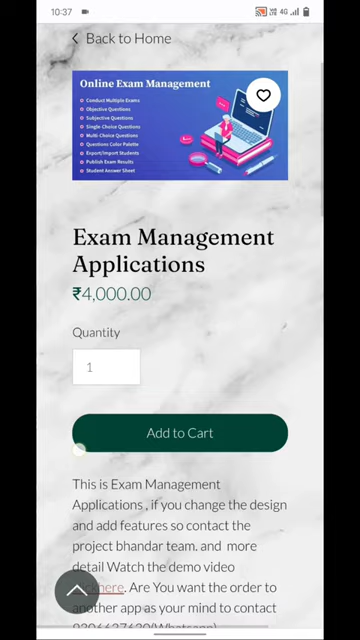 10:37
4G
Back to Home
Online Exam Management
Conduct Multiple Exams
Objective Questions
Subjective Questions
Single-Choice Questions
Multi-Choice Questions
Questions Color Palette
Export/Import Students
Publish Exam Results
Student Answer Sheet
Exam Management
Applications
₹4,000.00
Quantity
1
Add to Cart
This is Exam Management
Applications , if you change the design
and add features so contact the
project bhandar team. and more
detail Watch the demo video
here. Are You want the order to
another app as your mind to contact